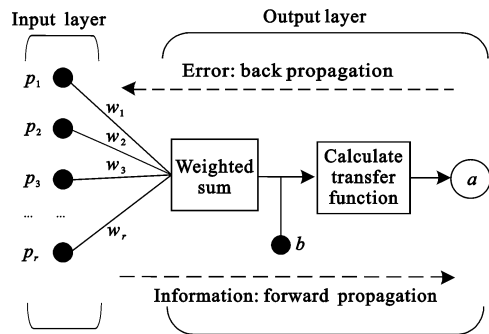 Input layer
Output layer
Error: back propagation
p1
w1
p2
w2
p3
w3
... ...
pr
wr
Weighted
sum
Calculate
transfer
function
a
b
Information: forward propagation